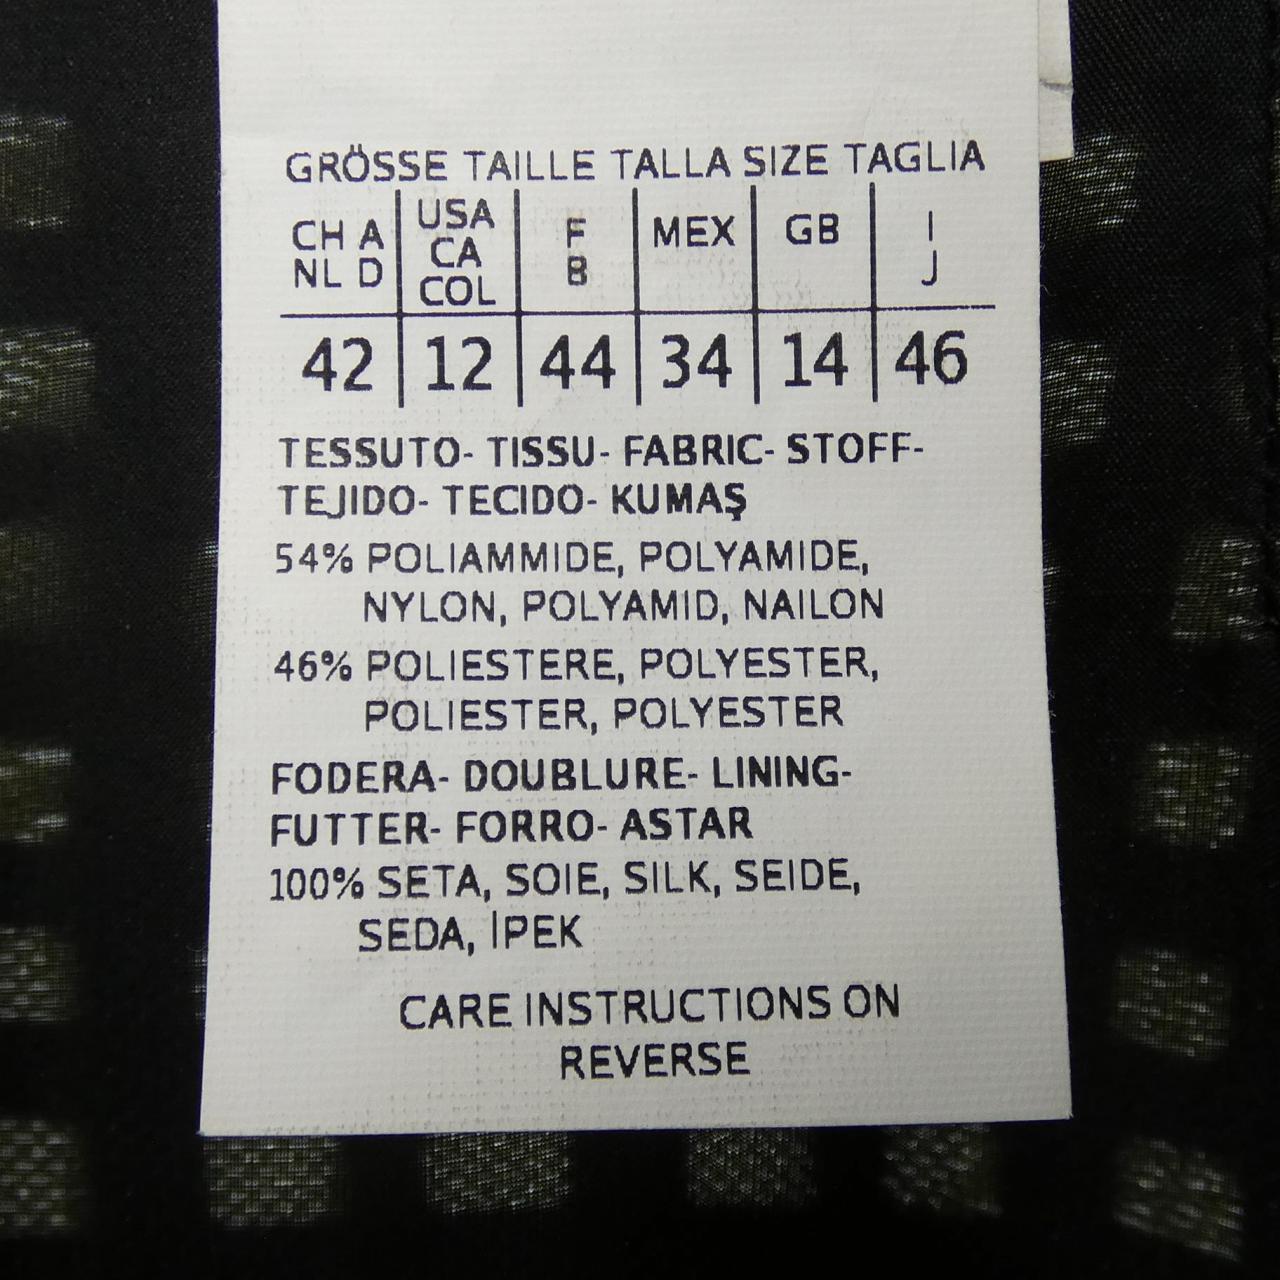 GRÖSSE TAILLE TALLA SIZE TAGLIA
CH A NL D | USA CA COL | F B | MEX | GB | I J
42 | 12 | 44 | 34 | 14 | 46
TESSUTO- TISSU- FABRIC- STOFF-
TEJIDO- TECIDO- KUMAŞ
54% POLIAMMIDE, POLYAMIDE,
NYLON, POLYAMID, NAILON
46% POLIESTERE, POLYESTER,
POLIESTER, POLYESTER
FODERA- DOUBLURE- LINING-
FUTTER- FORRO- ASTAR
100% SETA, SOIE, SILK, SEIDE,
SEDA, İPEK
CARE INSTRUCTIONS ON
REVERSE